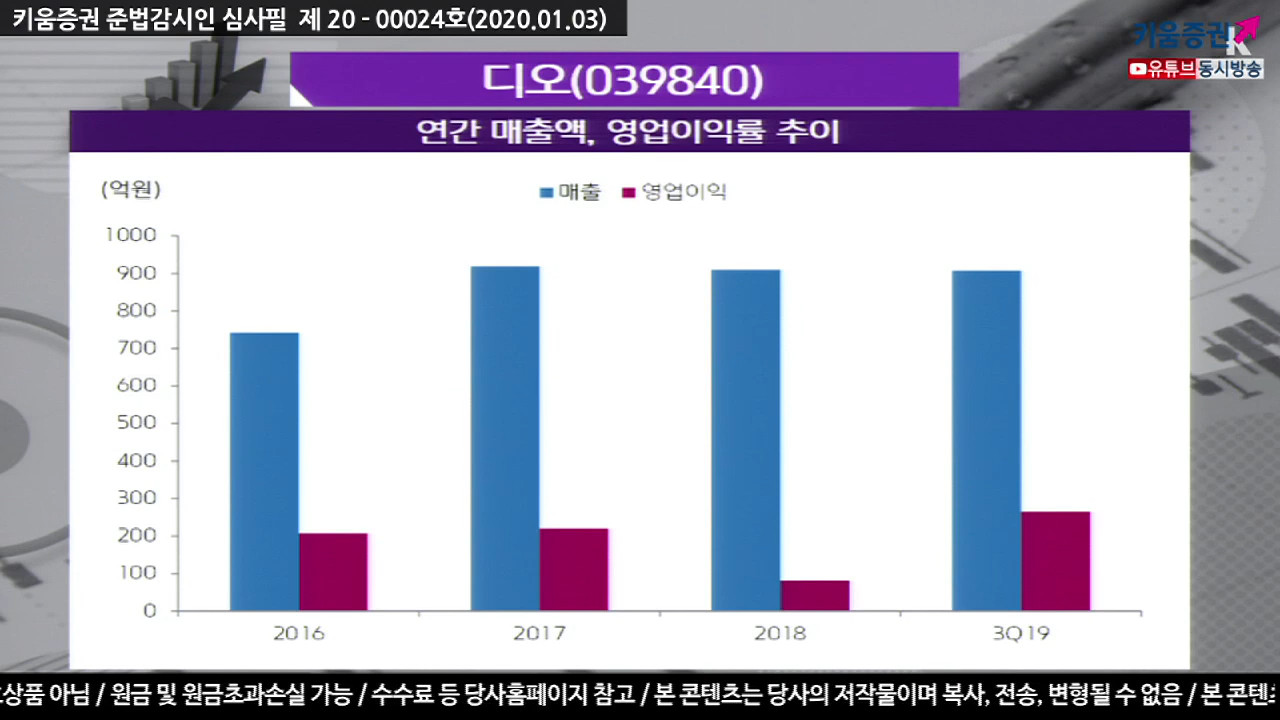 키움증권 준법감시인 심사필 제 20 - 00024호(2020.01.03)
키움증권
유튜브 동시방송
디오(039840)
연간 매출액, 영업이익률 추이
(억원)
매출 영업이익
1000
900
800
700
600
500
400
300
200
100
0
2016 2017 2018 3Q19
상품 아님 / 원금 및 원금초과손실 가능 / 수수료 등 당사홈페이지 참고 / 본 콘텐츠는 당사의 저작물이며 복사, 전송, 변형될 수 없음 / 본 콘텐